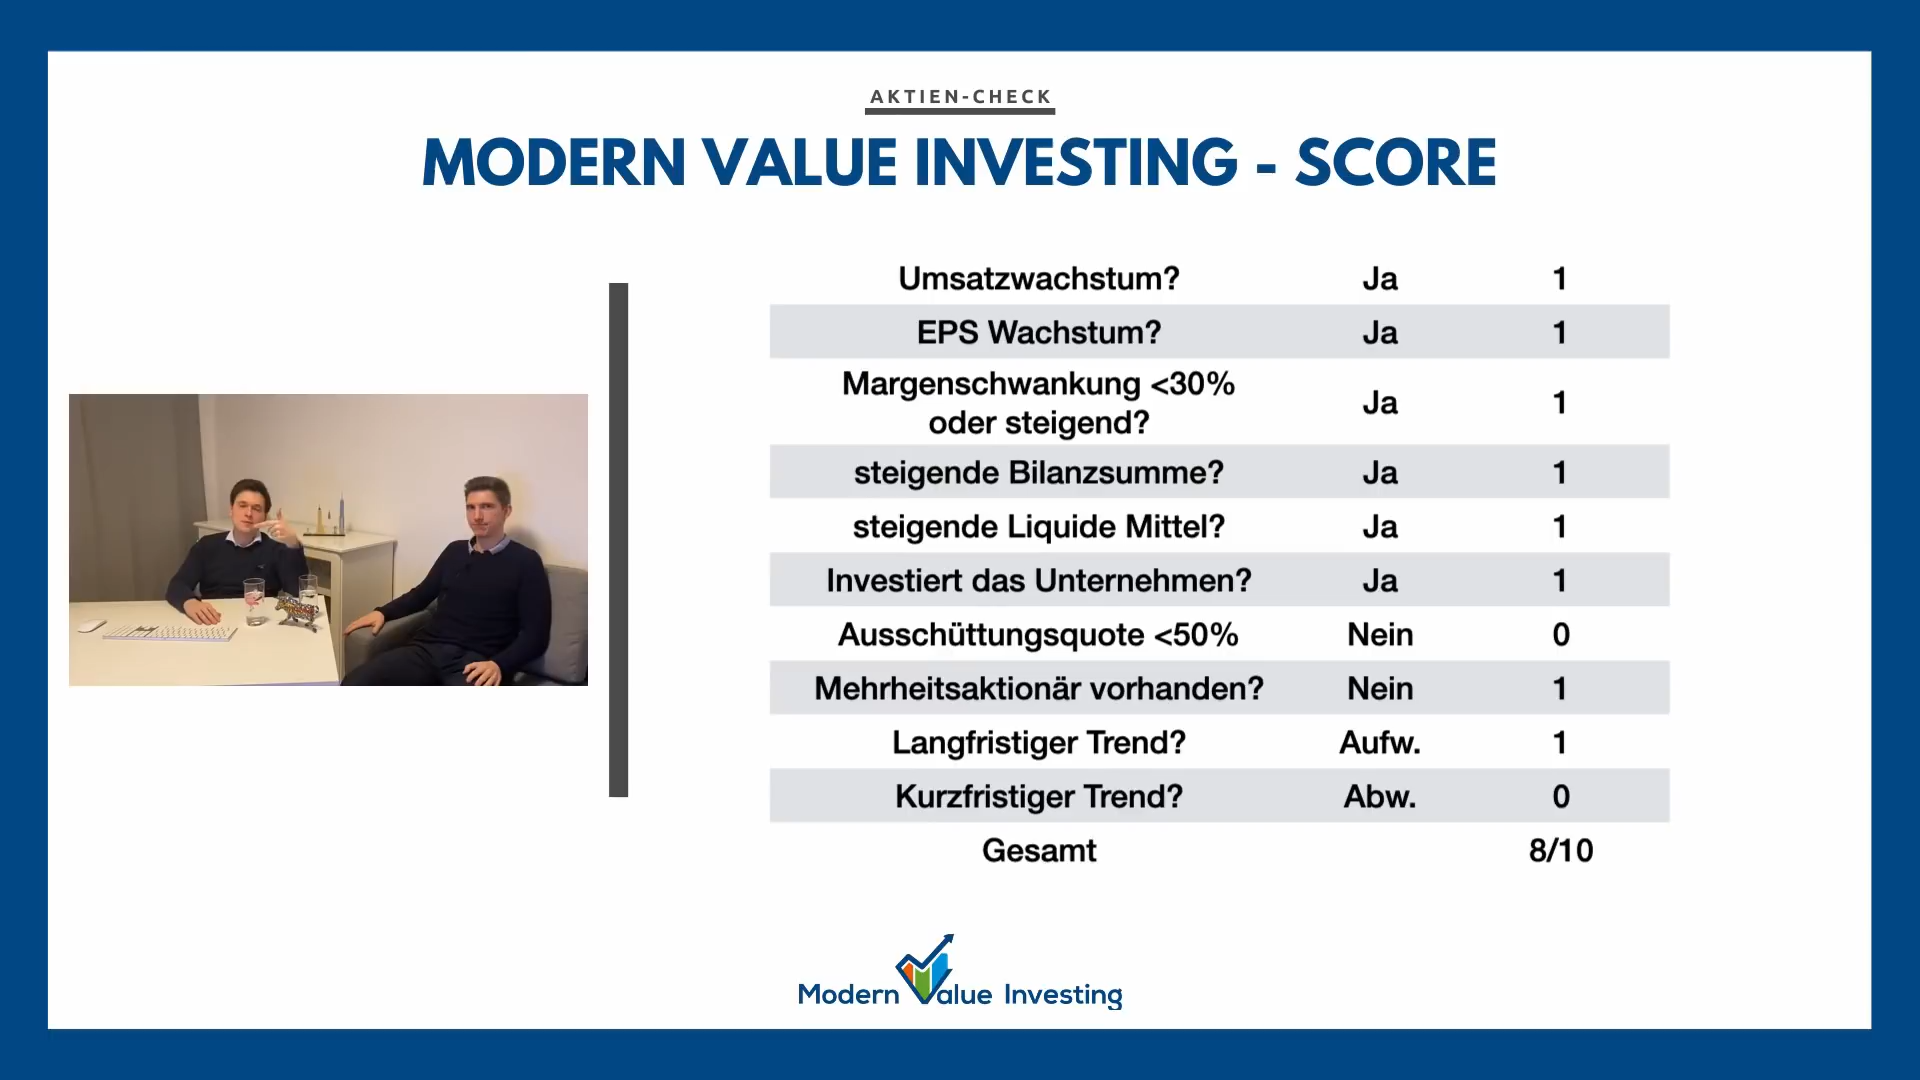 AKTIEN-CHECK
MODERN VALUE INVESTING - SCORE
Umsatzwachstum? Ja 1
EPS Wachstum? Ja 1
Margenschwankung <30%
oder steigend? Ja 1
steigende Bilanzsumme? Ja 1
steigende Liquide Mittel? Ja 1
Investiert das Unternehmen? Ja 1
Ausschüttungsquote <50% Nein 0
Mehrheitsaktionär vorhanden? Nein 1
Langfristiger Trend? Aufw. 1
Kurzfristiger Trend? Abw. 0
Gesamt 8/10
Modern Value Investing